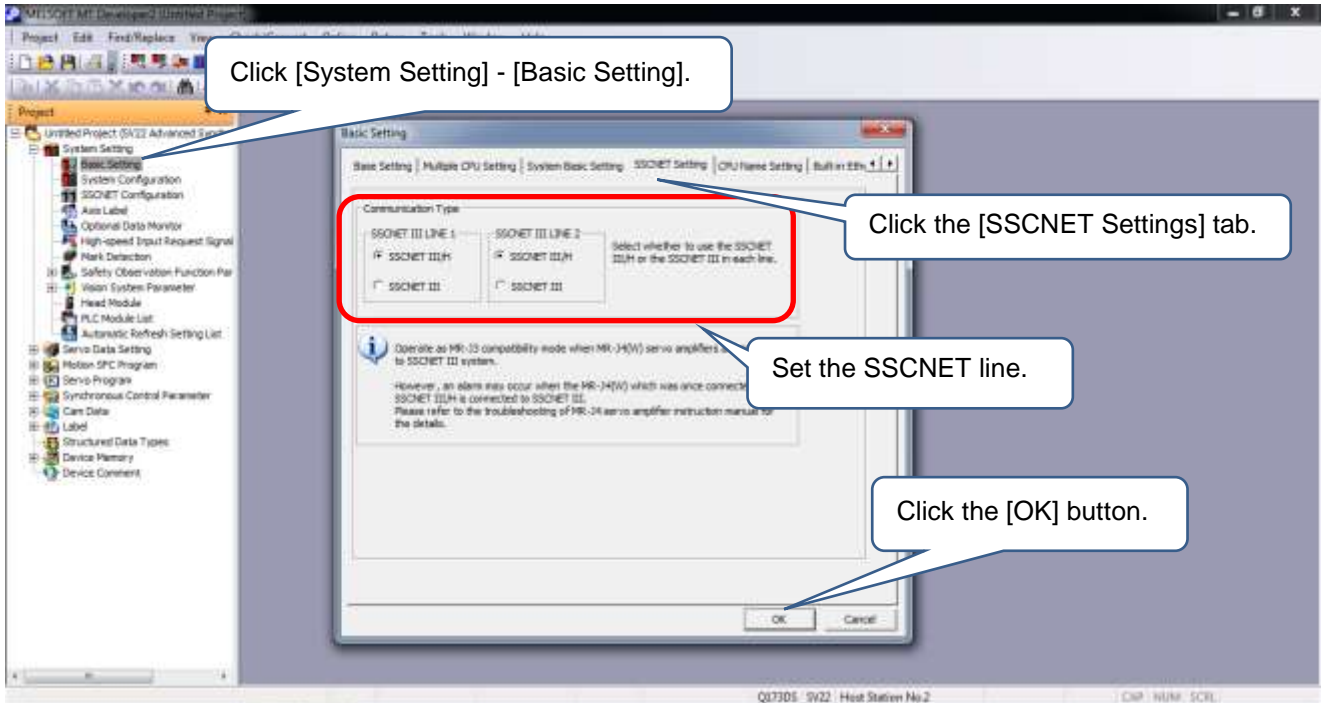 MELSOFT MT Developer2 (Untitled Project)
Project Edit Find/Replace View
Click [System Setting] - [Basic Setting].
Project
Untitled Project (SV22 Advanced Synch
System Setting
Basic Setting
System Configuration
SSCNET Configuration
Axis Label
Optional Data Monitor
High-speed Input Request Signal
Mark Detection
Safety Observation Function Par
Vision System Parameter
Head Module
PLC Module List
Automatic Refresh Setting List
Servo Data Setting
Motion SFC Program
Servo Program
Synchronous Control Parameter
Cam Data
Label
Structured Data Types
Device Memory
Device Comment
Basic Setting
Base Setting Multiple CPU Setting System Basic Setting SSCNET Setting CPU Name Setting Built-in Eth
Click the [SSCNET Settings] tab.
Communication Type
SSCNET III LINE 1 SSCNET III LINE 2
SSCNET III/H SSCNET III/H
SSCNET III SSCNET III
Select whether to use the SSCNET
III/H or the SSCNET III in each line.
Set the SSCNET line.
Operate as MR-J3 compatibility mode when MR-J4(W) servo amplifiers
to SSCNET III system.
However, an alarm may occur when the MR-J4(W) which was once connecte
SSCNET III/H is connected to SSCNET III.
Please refer to the troubleshooting of MR-J4 servo amplifier instruction manual for
the details.
Click the [OK] button.
OK Cancel
Q173DS SV22 Host Station No.2 CAP NUM SCRL